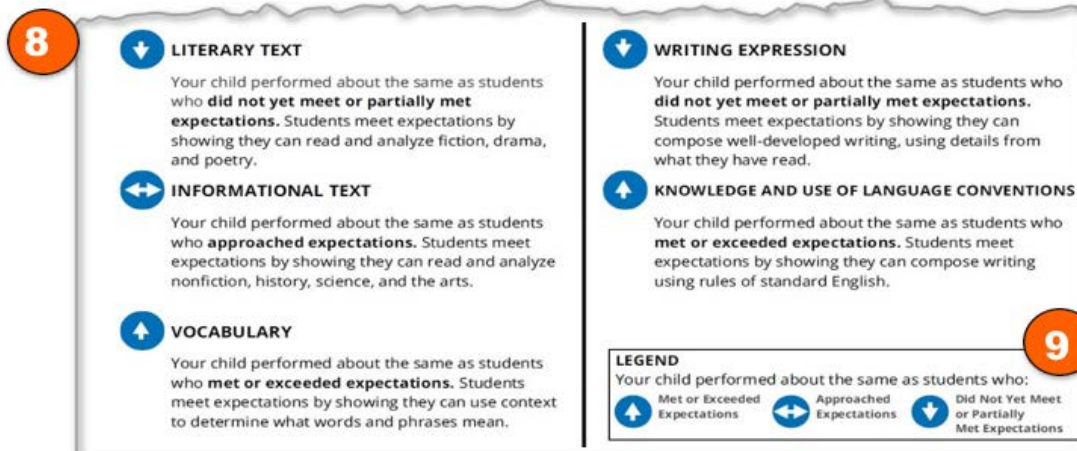 8
LITERARY TEXT
Your child performed about the same as students
who did not yet meet or partially met
expectations. Students meet expectations by
showing they can read and analyze fiction, drama,
and poetry.
INFORMATIONAL TEXT
Your child performed about the same as students
who approached expectations. Students meet
expectations by showing they can read and analyze
nonfiction, history, science, and the arts.
VOCABULARY
Your child performed about the same as students
who met or exceeded expectations. Students
meet expectations by showing they can use context
to determine what words and phrases mean.
WRITING EXPRESSION
Your child performed about the same as students who
did not yet meet or partially met expectations.
Students meet expectations by showing they can
compose well-developed writing, using details from
what they have read.
KNOWLEDGE AND USE OF LANGUAGE CONVENTIONS
Your child performed about the same as students who
met or exceeded expectations. Students meet
expectations by showing they can compose writing
using rules of standard English.
9
LEGEND
Your child performed about the same as students who:
Met or Exceeded
Expectations
Approached
Expectations
Did Not Yet Meet
or Partially
Met Expectations